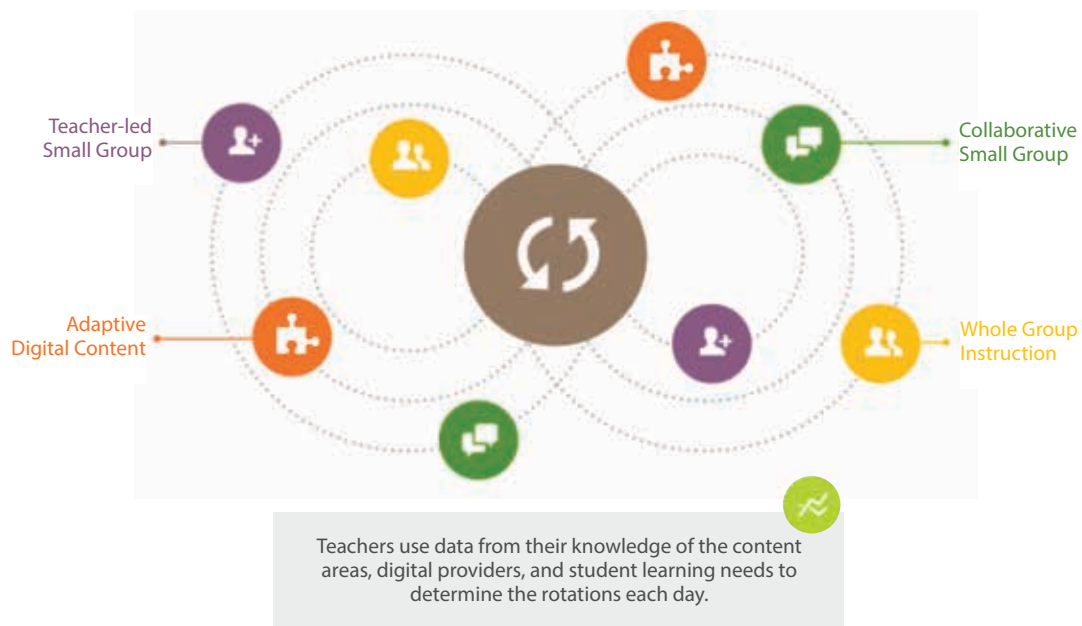 Teacher-led
Small Group
Collaborative
Small Group
Adaptive
Digital Content
Whole Group
Instruction
Teachers use data from their knowledge of the content
areas, digital providers, and student learning needs to
determine the rotations each day.